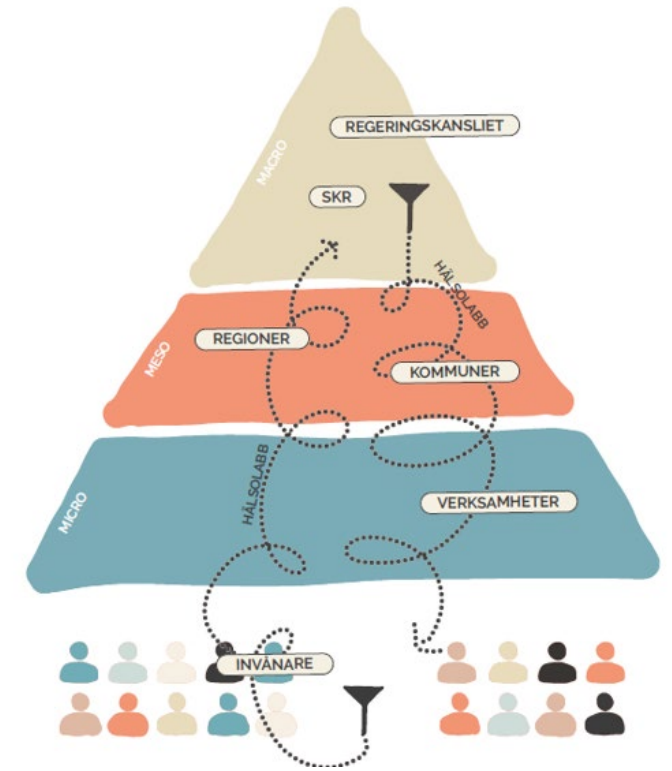 REGERINGSKANSLIET
MACRO
SKR
HÄLSOLABB
REGIONER
MESO
KOMMUNER
HÄLSOLABB
MICRO
VERKSAMHETER
INVÅNARE